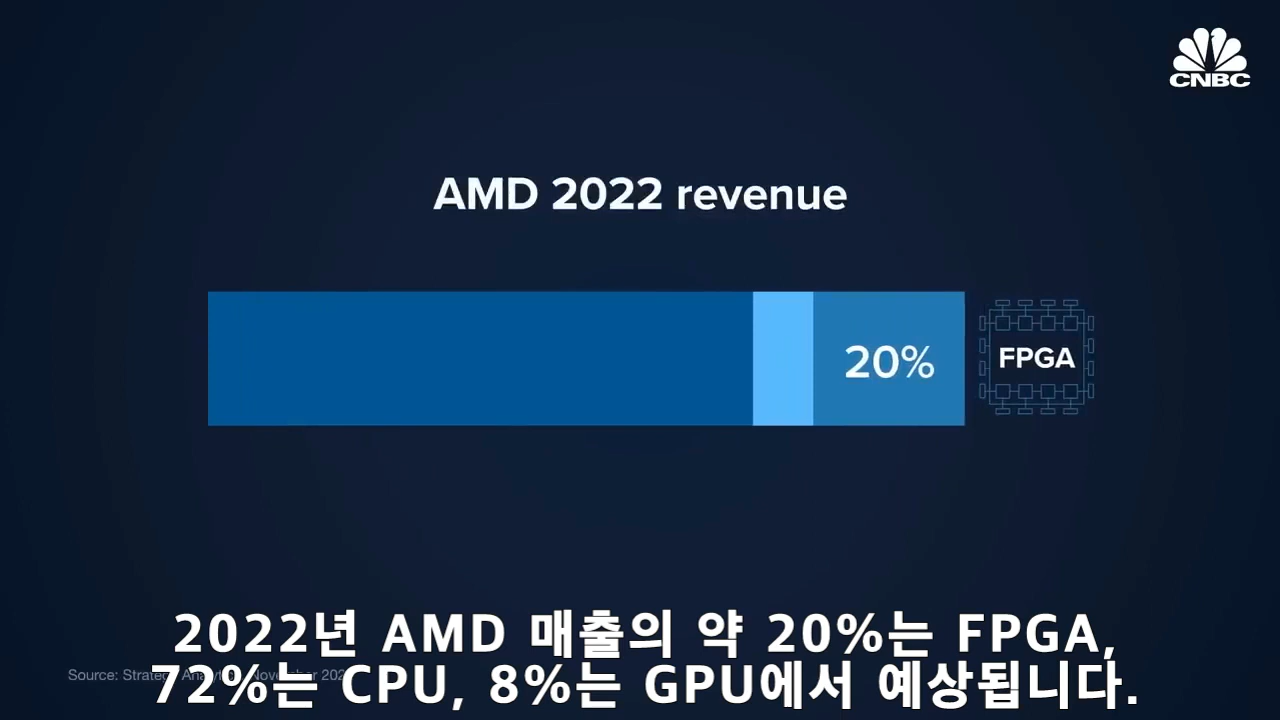 CNBC
AMD 2022 revenue
20%
FPGA
2022년 AMD 매출의 약 20%는 FPGA,
Source:
72%는 CPU, 8%는 GPU에서 예상됩니다.